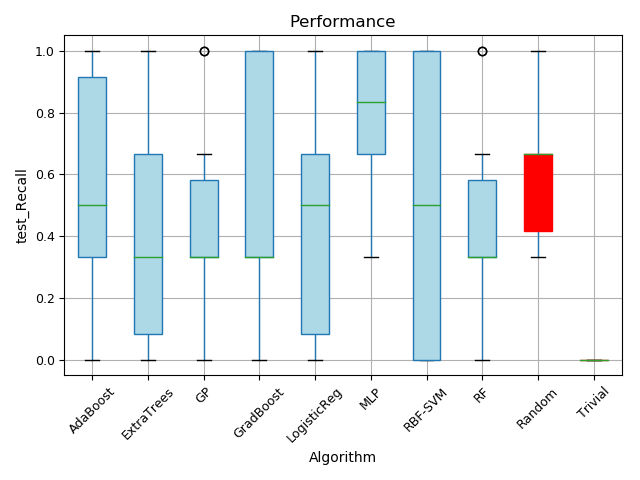 Performance
test_Recall
1.0
0.8
0.6
0.4
0.2
0.0
AdaBoost
ExtraTrees
GP
GradBoost
LogisticReg
MLP
RBF-SVM
RF
Random
Trivial
Algorithm